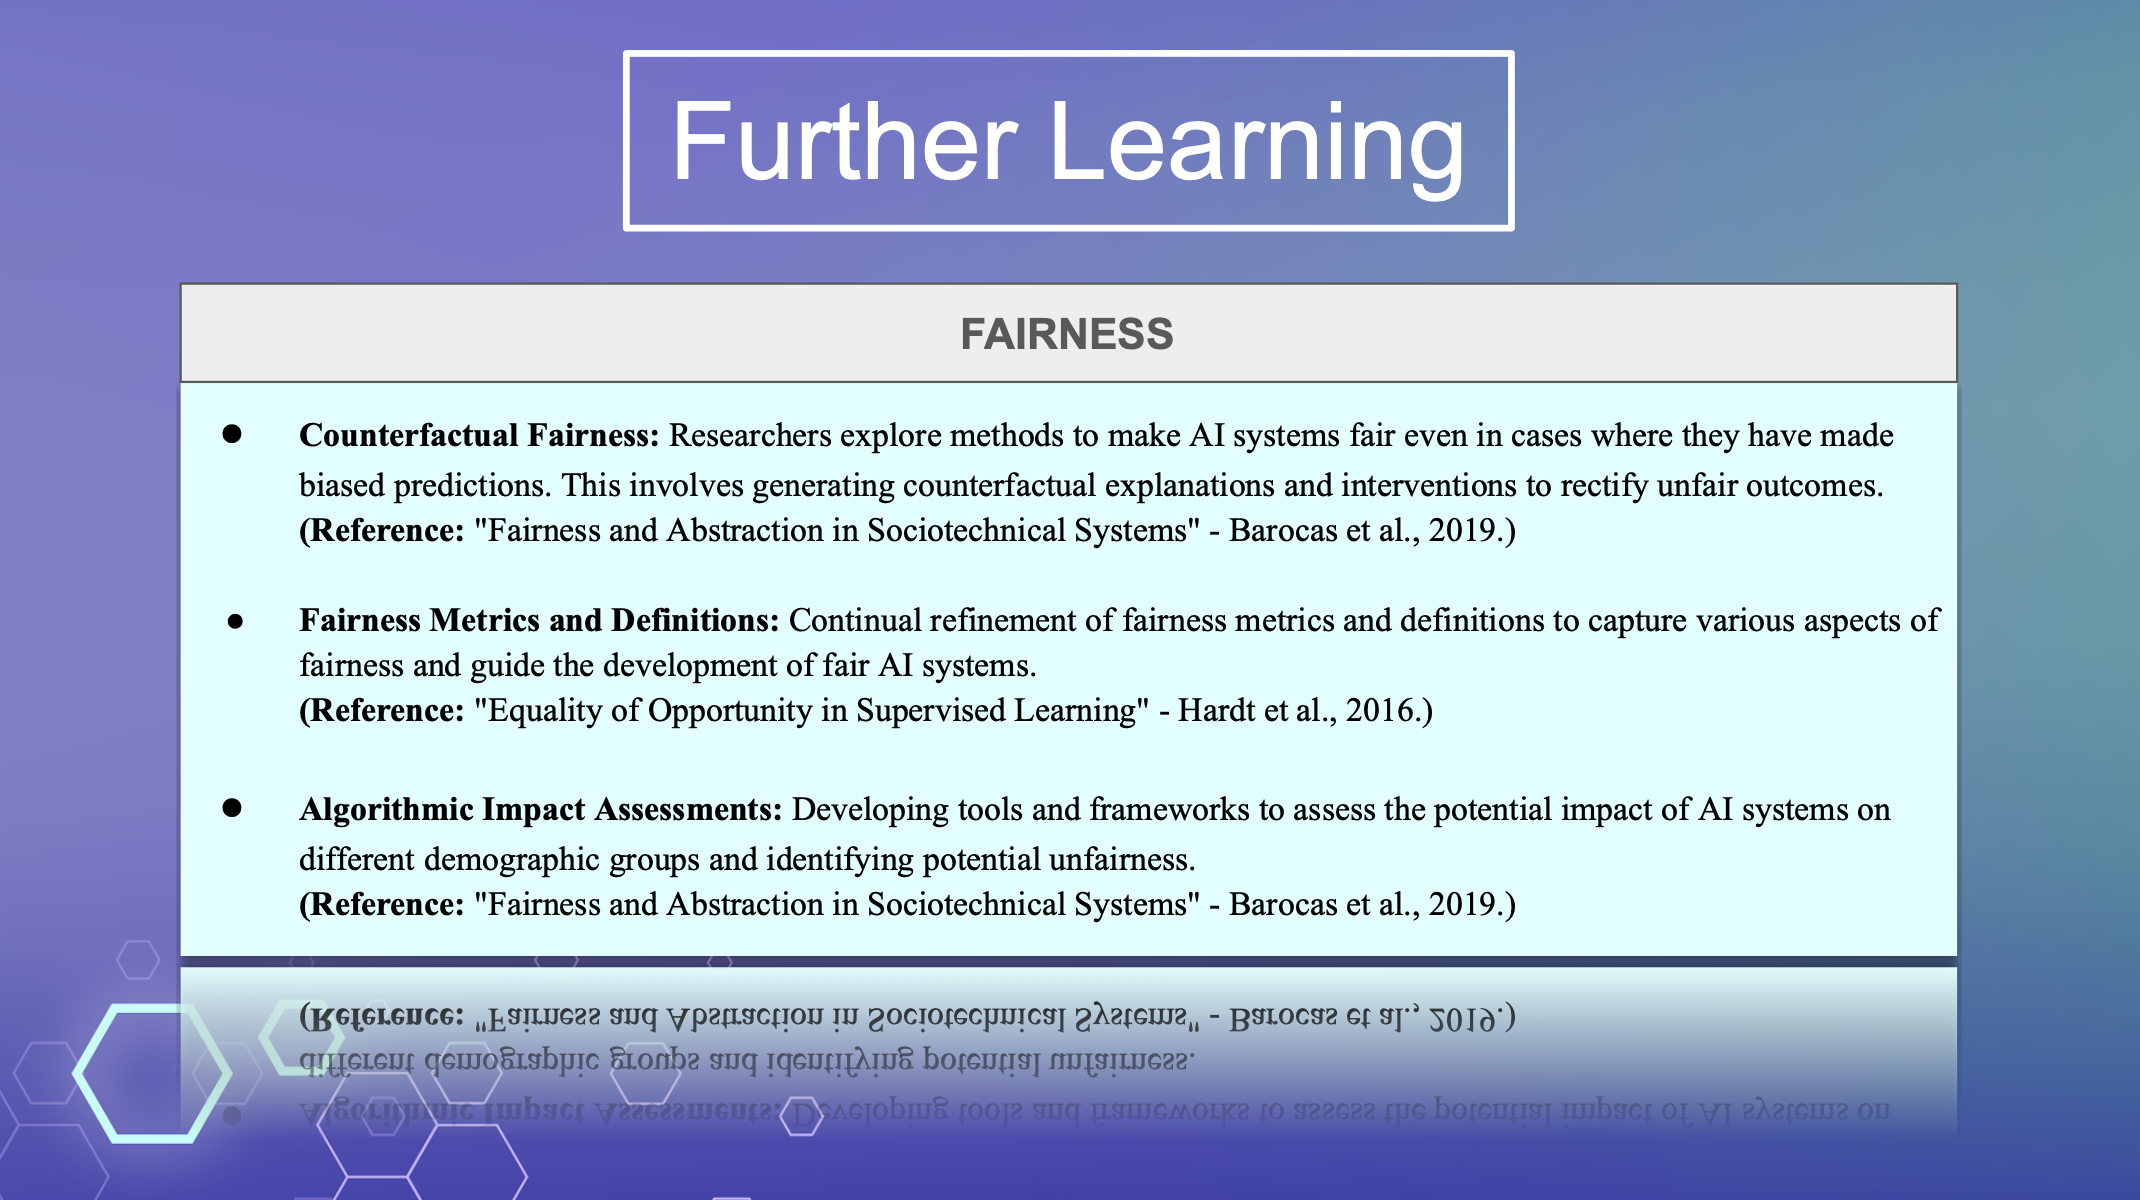 Further Learning
FAIRNESS
● Counterfactual Fairness: Researchers explore methods to make AI systems fair even in cases where they have made
biased predictions. This involves generating counterfactual explanations and interventions to rectify unfair outcomes.
(Reference: "Fairness and Abstraction in Sociotechnical Systems" - Barocas et al., 2019.)
● Fairness Metrics and Definitions: Continual refinement of fairness metrics and definitions to capture various aspects of
fairness and guide the development of fair AI systems.
(Reference: "Equality of Opportunity in Supervised Learning" - Hardt et al., 2016.)
● Algorithmic Impact Assessments: Developing tools and frameworks to assess the potential impact of AI systems on
different demographic groups and identifying potential unfairness.
(Reference: "Fairness and Abstraction in Sociotechnical Systems" - Barocas et al., 2019.)